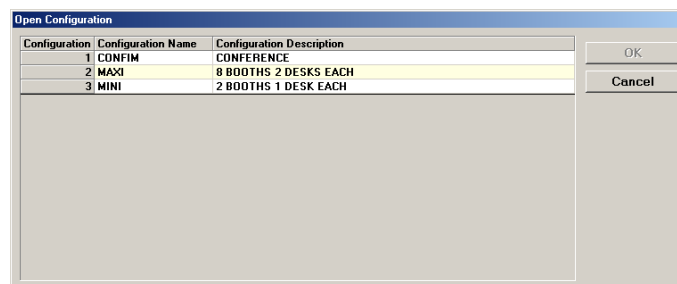 Open Configuration
Configuration Configuration Name Configuration Description
1 CONFIM CONFERENCE
2 MAXI 8 BOOTHS 2 DESKS EACH
3 MINI 2 BOOTHS 1 DESK EACH
OK
Cancel